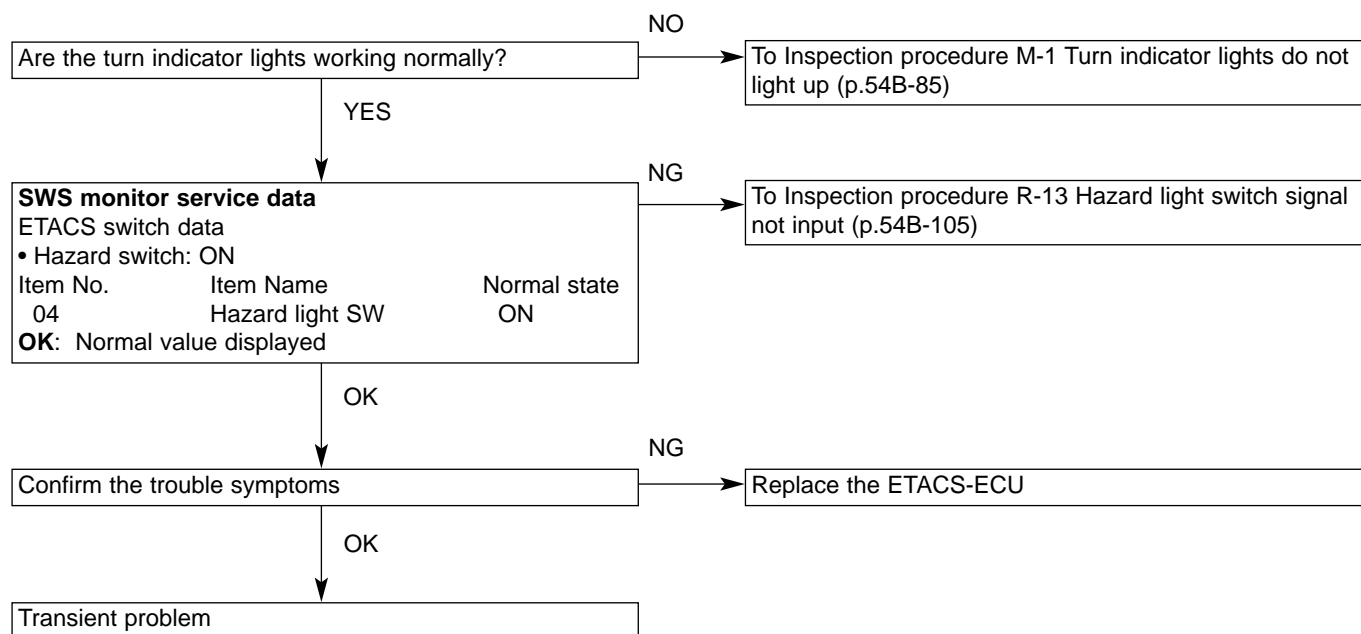 NO
Are the turn indicator lights working normally?
To Inspection procedure M-1 Turn indicator lights do not
light up (p.54B-85)
YES
NG
SWS monitor service data
ETACS switch data
• Hazard switch: ON
Item No. Item Name Normal state
04 Hazard light SW ON
OK: Normal value displayed
To Inspection procedure R-13 Hazard light switch signal
not input (p.54B-105)
OK
NG
Confirm the trouble symptoms
Replace the ETACS-ECU
OK
Transient problem